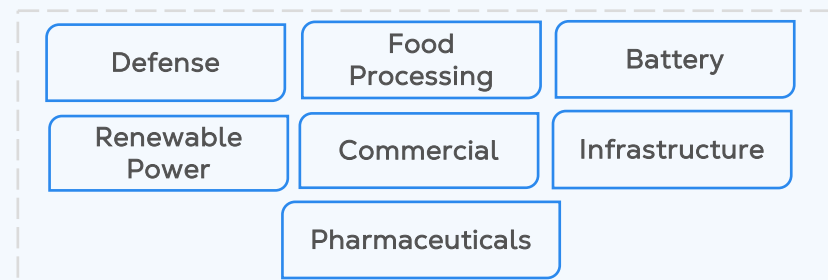 Defense
Food
Processing
Battery
Renewable
Power
Commercial
Infrastructure
Pharmaceuticals